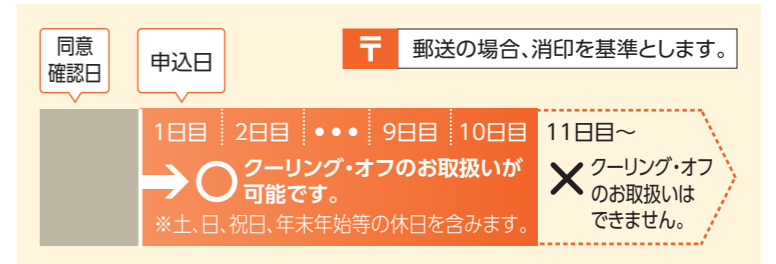 同意
確認日
申込日
〒 郵送の場合、消印を基準とします。
1日目 2日目 ••• 9日目 10日目 11日目～
クーリング・オフのお取扱いが
可能です。
※土、日、祝日、年末年始等の休日を含みます。
クーリング・オフ
のお取扱いは
できません。